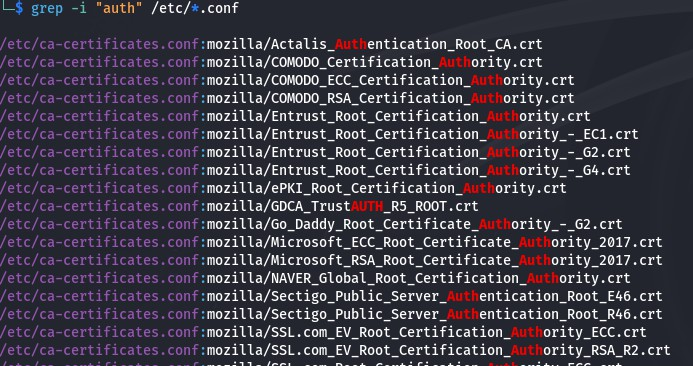 └─$ grep -i "auth" /etc/*.conf
/etc/ca-certificates.conf:mozilla/Actalis_Authentication_Root_CA.crt
/etc/ca-certificates.conf:mozilla/COMODO_Certification_Authority.crt
/etc/ca-certificates.conf:mozilla/COMODO_ECC_Certification_Authority.crt
/etc/ca-certificates.conf:mozilla/COMODO_RSA_Certification_Authority.crt
/etc/ca-certificates.conf:mozilla/Entrust_Root_Certification_Authority.crt
/etc/ca-certificates.conf:mozilla/Entrust_Root_Certification_Authority_-_EC1.crt
/etc/ca-certificates.conf:mozilla/Entrust_Root_Certification_Authority_-_G2.crt
/etc/ca-certificates.conf:mozilla/Entrust_Root_Certification_Authority_-_G4.crt
/etc/ca-certificates.conf:mozilla/ePKI_Root_Certification_Authority.crt
/etc/ca-certificates.conf:mozilla/GDCA_TrustAUTH_R5_ROOT.crt
/etc/ca-certificates.conf:mozilla/Go_Daddy_Root_Certificate_Authority_-_G2.crt
/etc/ca-certificates.conf:mozilla/Microsoft_ECC_Root_Certificate_Authority_2017.crt
/etc/ca-certificates.conf:mozilla/Microsoft_RSA_Root_Certificate_Authority_2017.crt
/etc/ca-certificates.conf:mozilla/NAVER_Global_Root_Certification_Authority.crt
/etc/ca-certificates.conf:mozilla/Sectigo_Public_Server_Authentication_Root_E46.crt
/etc/ca-certificates.conf:mozilla/Sectigo_Public_Server_Authentication_Root_R46.crt
/etc/ca-certificates.conf:mozilla/SSL.com_EV_Root_Certification_Authority_ECC.crt
/etc/ca-certificates.conf:mozilla/SSL.com_EV_Root_Certification_Authority_RSA_R2.crt